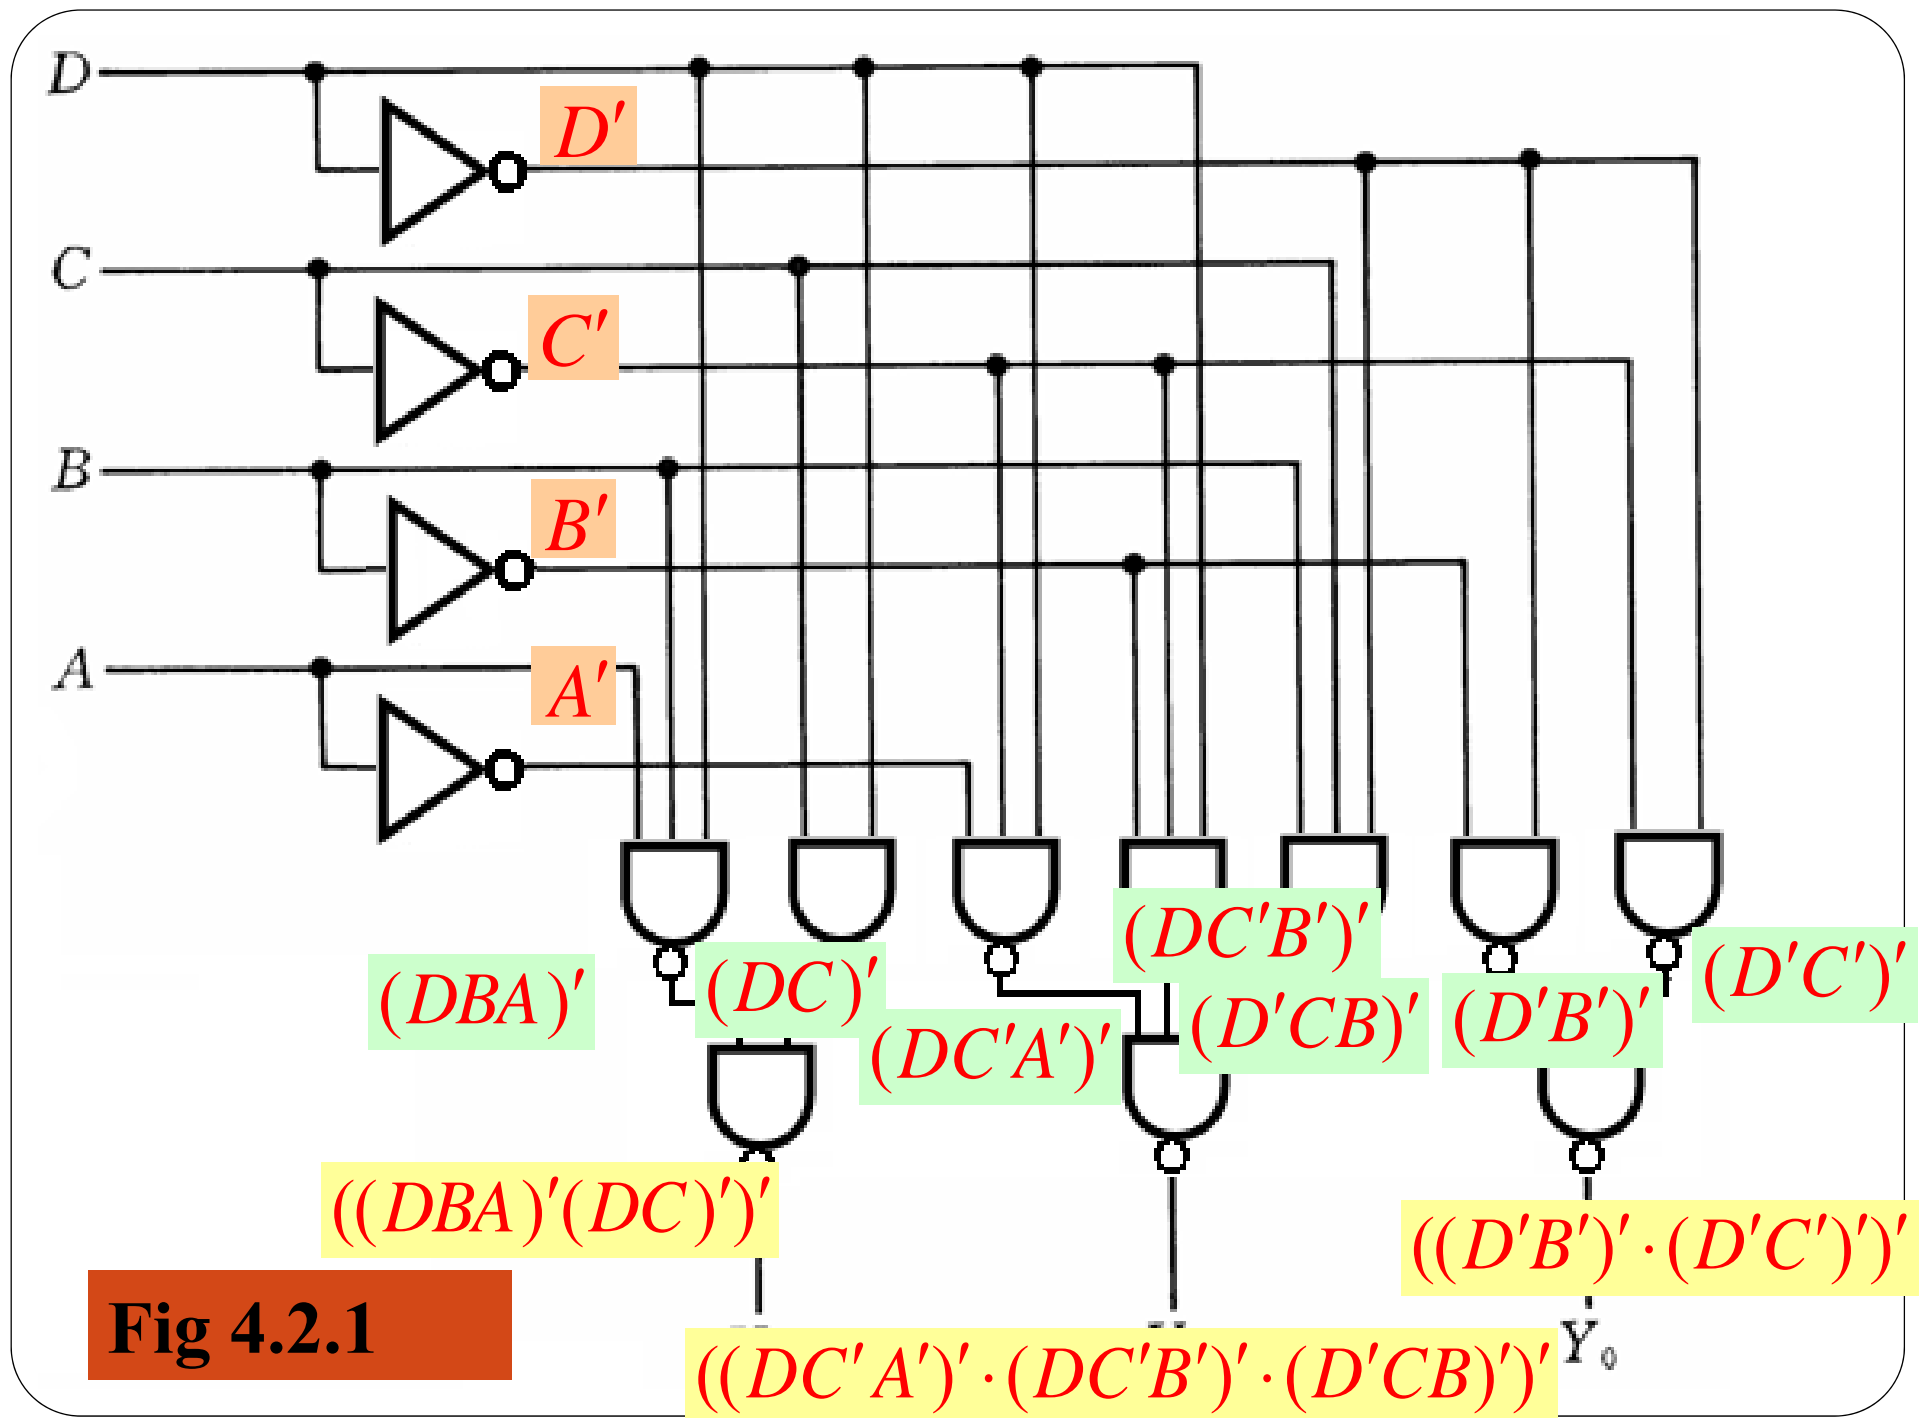 D
D′
C
C′
B
B′
A
A′
(DC′B′)′
(DBA)′
(DC)′
(D′C′)′
(DC′A′)′
(D′CB)′
(D′B′)′
((DBA)′(DC)′)′
((D′B′)′·(D′C′)′)′
Fig 4.2.1
((DC′A′)′·(DC′B′)′·(D′CB)′)′
Y₀